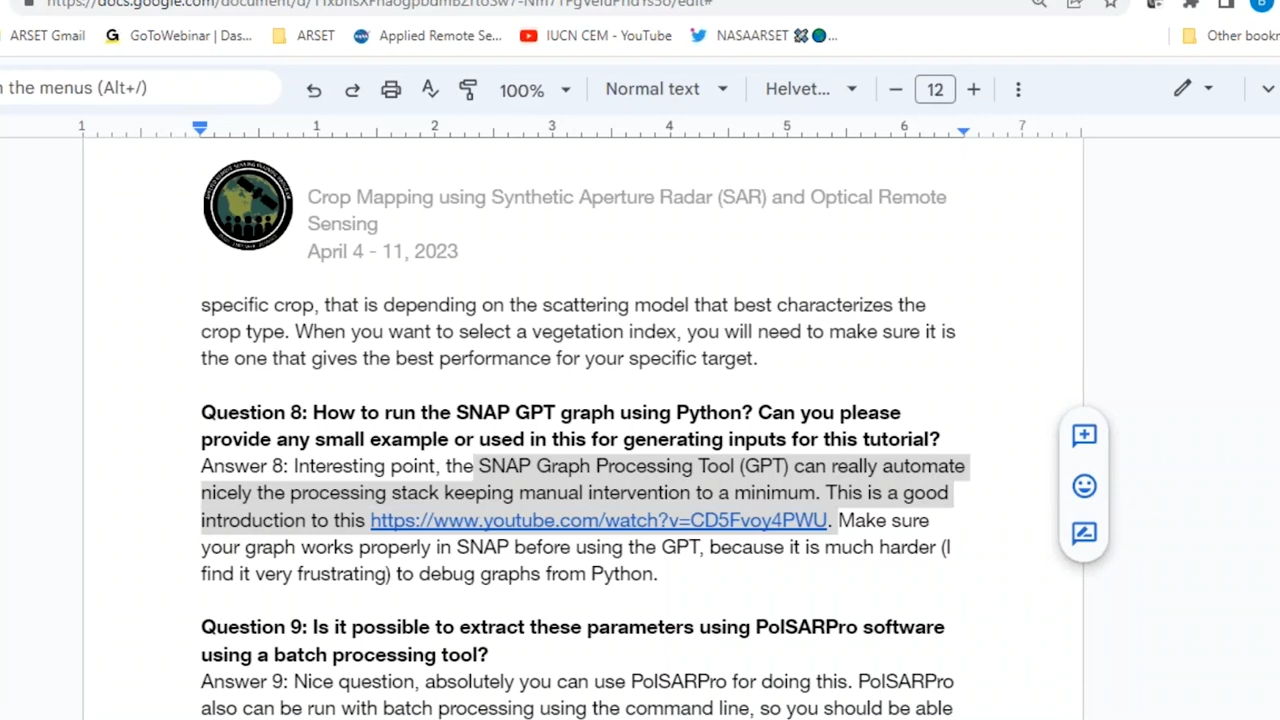 ARSET Gmail GoToWebinar | Das... ARSET Applied Remote Se... IUCN CEM - YouTube NASAARSET Other bookm
n the menus (Alt+/) 100% Normal text Helvet... 12
1 1 2 3 4 5 6 7
Crop Mapping using Synthetic Aperture Radar (SAR) and Optical Remote
Sensing
April 4 - 11, 2023
specific crop, that is depending on the scattering model that best characterizes the
crop type. When you want to select a vegetation index, you will need to make sure it is
the one that gives the best performance for your specific target.
Question 8: How to run the SNAP GPT graph using Python? Can you please
provide any small example or used in this for generating inputs for this tutorial?
Answer 8: Interesting point, the SNAP Graph Processing Tool (GPT) can really automate
nicely the processing stack keeping manual intervention to a minimum. This is a good
introduction to this https://www.youtube.com/watch?v=CD5Fvoy4PWU. Make sure
your graph works properly in SNAP before using the GPT, because it is much harder (I
find it very frustrating) to debug graphs from Python.
Question 9: Is it possible to extract these parameters using PolSARPro software
using a batch processing tool?
Answer 9: Nice question, absolutely you can use PolSARPro for doing this. PolSARPro
also can be run with batch processing using the command line, so you should be able